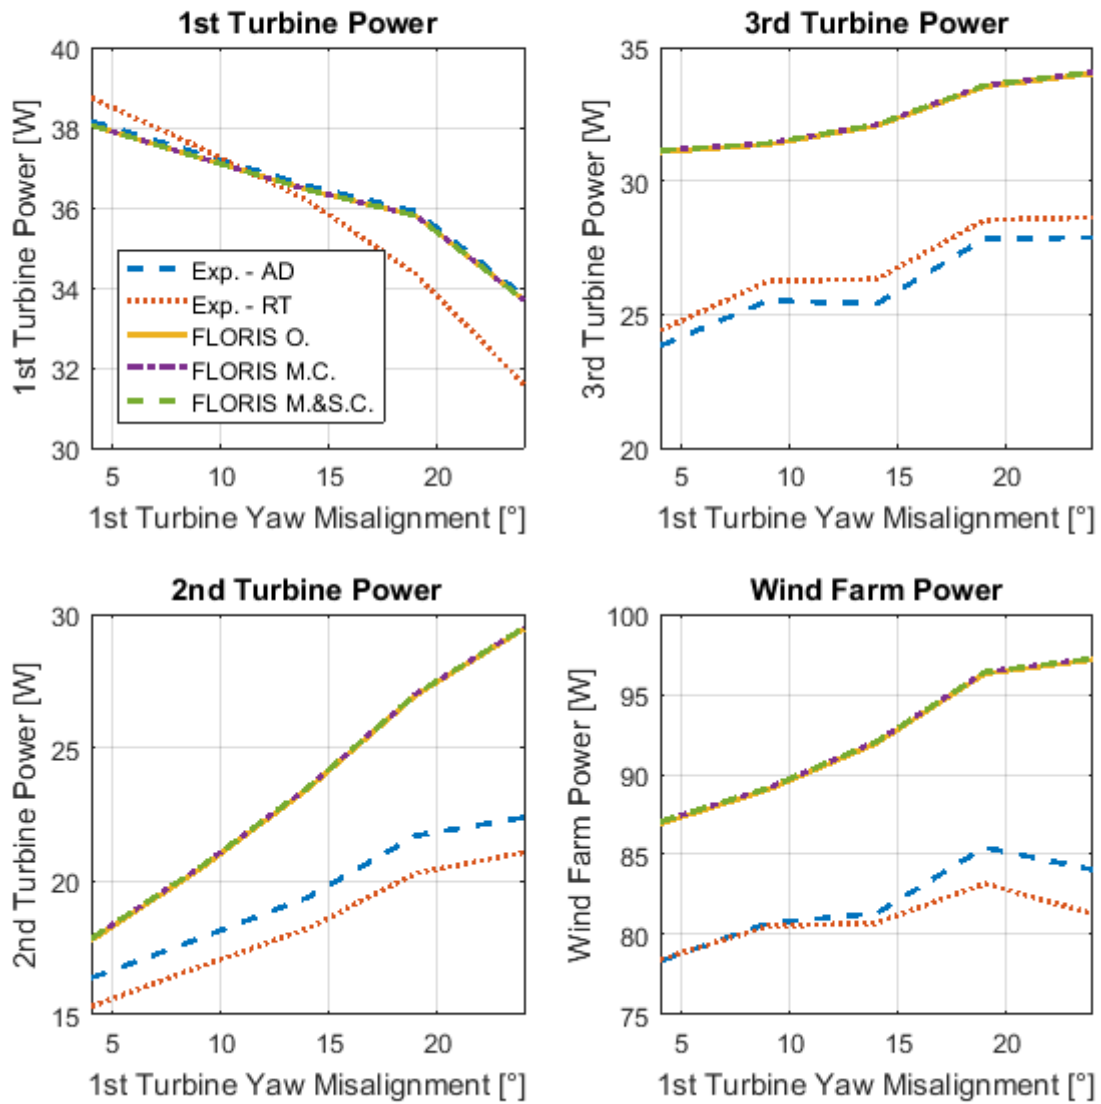 1st Turbine Power
1st Turbine Power [W]
40
38
36
34
32
30
Exp. - AD
Exp. - RT
FLORIS O.
FLORIS M.C.
FLORIS M.&S.C.
5
10
15
20
1st Turbine Yaw Misalignment [°]
3rd Turbine Power
3rd Turbine Power [W]
35
30
25
20
5
10
15
20
1st Turbine Yaw Misalignment [°]
2nd Turbine Power
2nd Turbine Power [W]
30
25
20
15
5
10
15
20
1st Turbine Yaw Misalignment [°]
Wind Farm Power
Wind Farm Power [W]
100
95
90
85
80
75
5
10
15
20
1st Turbine Yaw Misalignment [°]